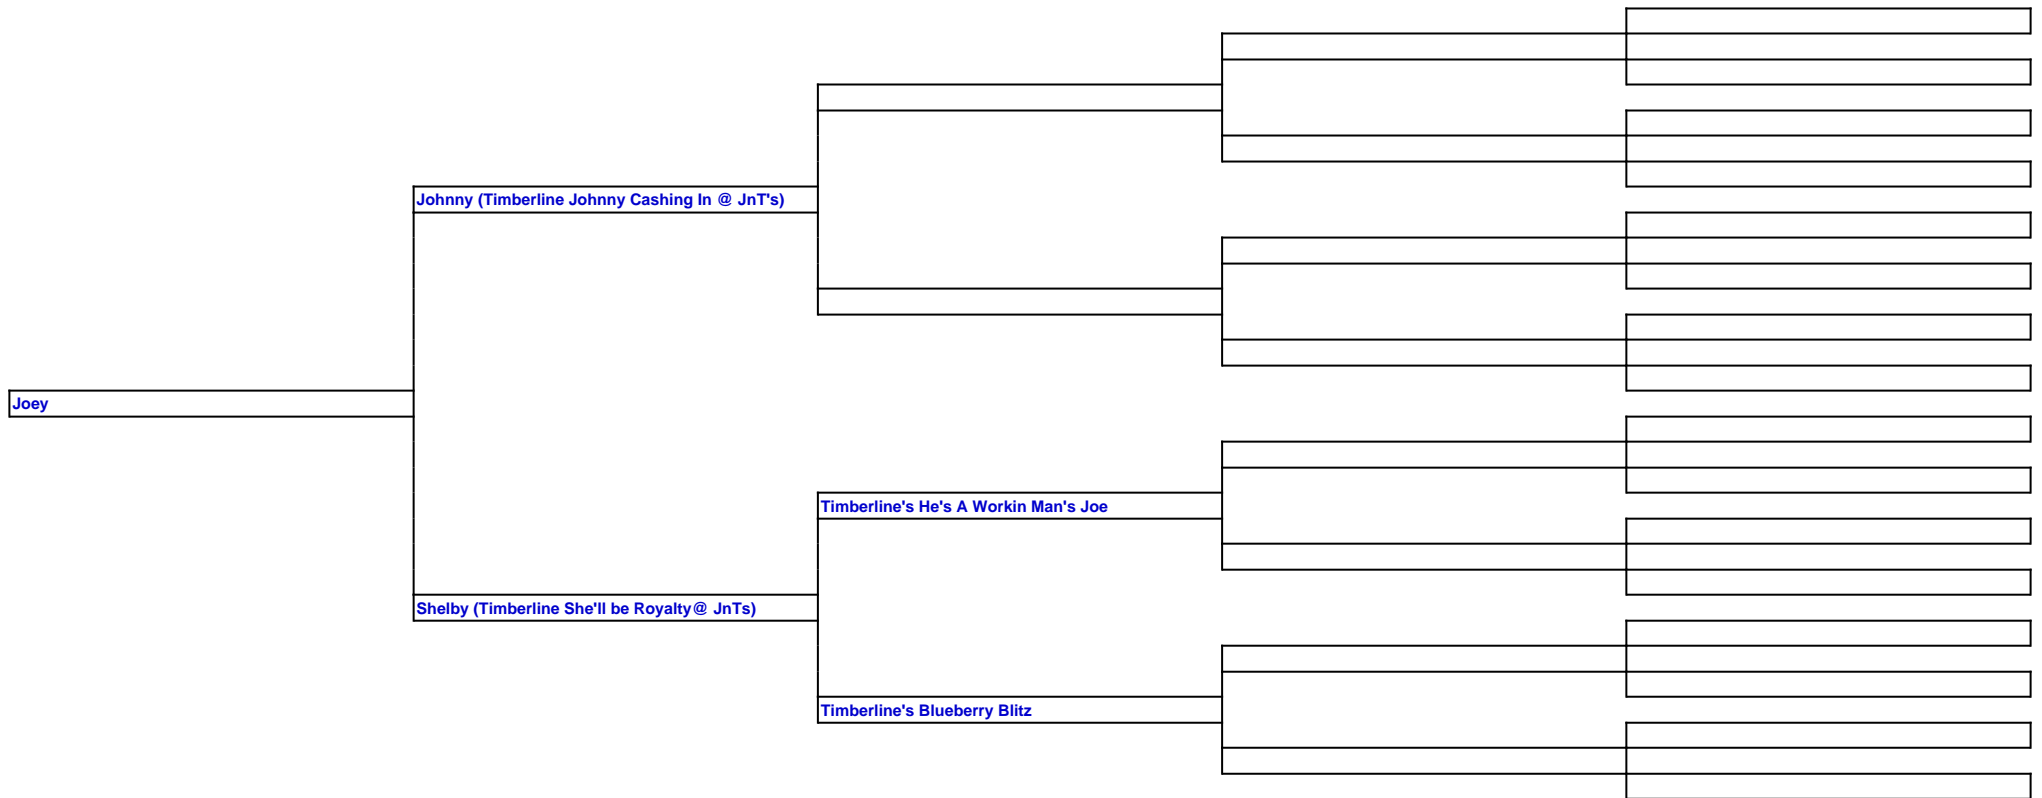 Johnny (Timberline Johnny Cashing In @ JnT's)
Joey
Timberline's He's A Workin Man's Joe
Shelby (Timberline She'll be Royalty@ JnTs)
Timberline's Blueberry Blitz